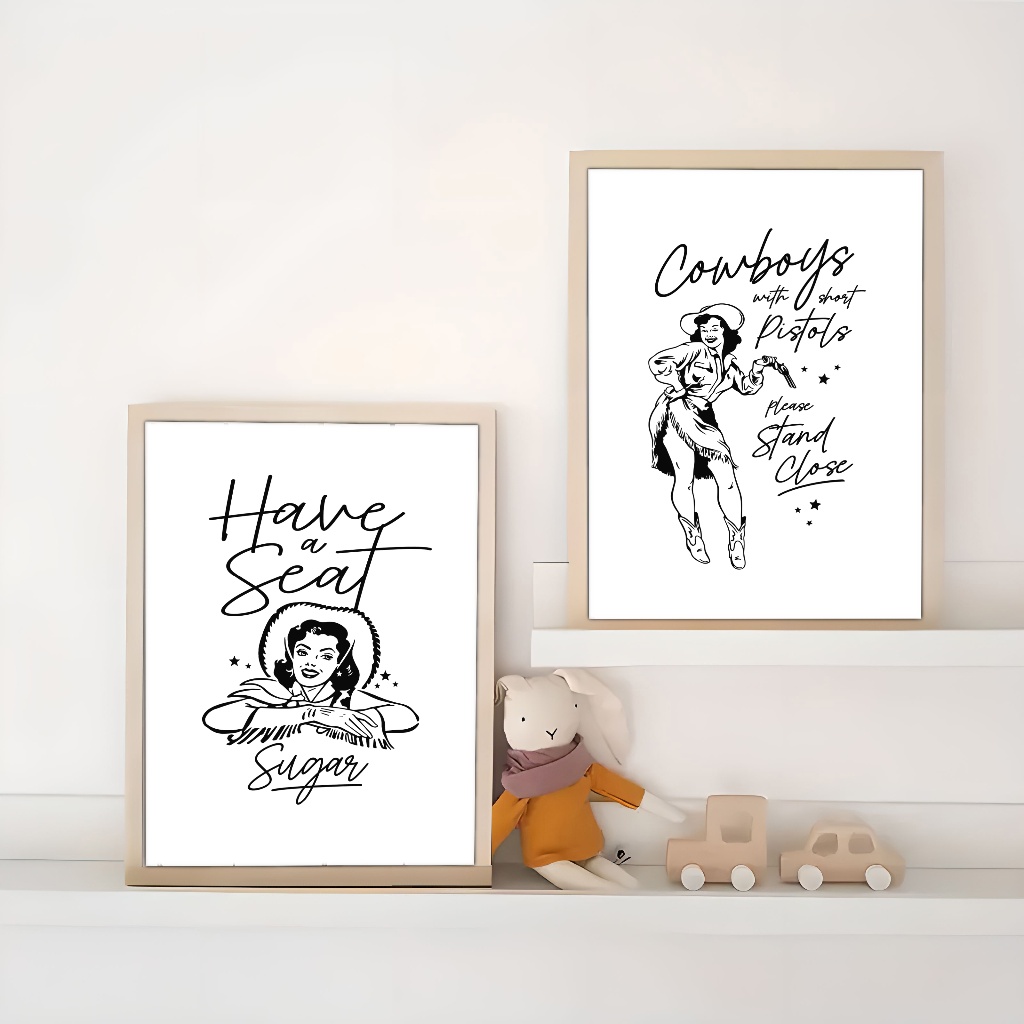 Have
a
Seat
Sugar
Cowboys
with short
Pistols
Please
Stand
Close